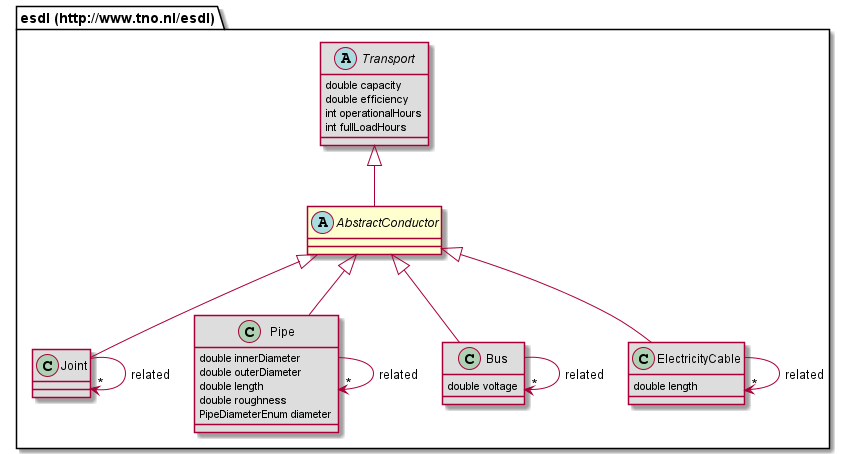 esdl (http://www.tno.nl/esdl)
A Transport
double capacity
double efficiency
int operationalHours
int fullLoadHours
A AbstractConductor
C Joint
* related
C Pipe
double innerDiameter
double outerDiameter
double length
double roughness
PipeDiameterEnum diameter
* related
C Bus
double voltage
* related
C ElectricityCable
double length
* related